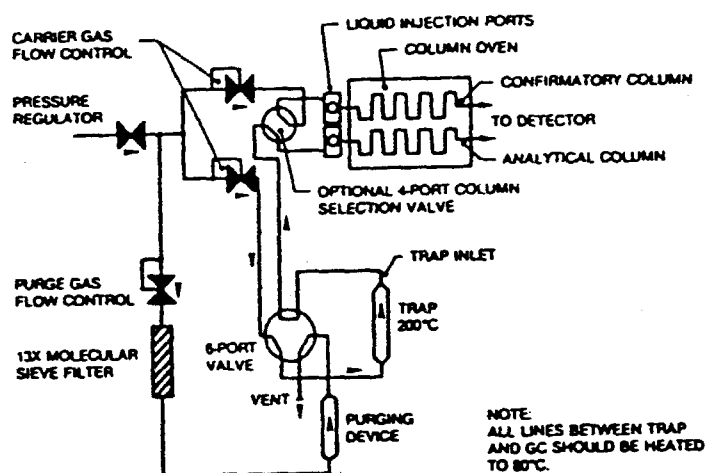 LIQUID INJECTION PORTS
CARRIER GAS
FLOW CONTROL
COLUMN OVEN
CONFIRMATORY COLUMN
PRESSURE
REGULATOR
TO DETECTOR
ANALYTICAL COLUMN
OPTIONAL 4-PORT COLUMN
SELECTION VALVE
TRAP INLET
PURGE GAS
FLOW CONTROL
TRAP
200°C
6-PORT
VALVE
13X MOLECULAR
SIEVE FILTER
VENT
PURGING
DEVICE
NOTE:
ALL LINES BETWEEN TRAP
AND GC SHOULD BE HEATED
TO 80°C.